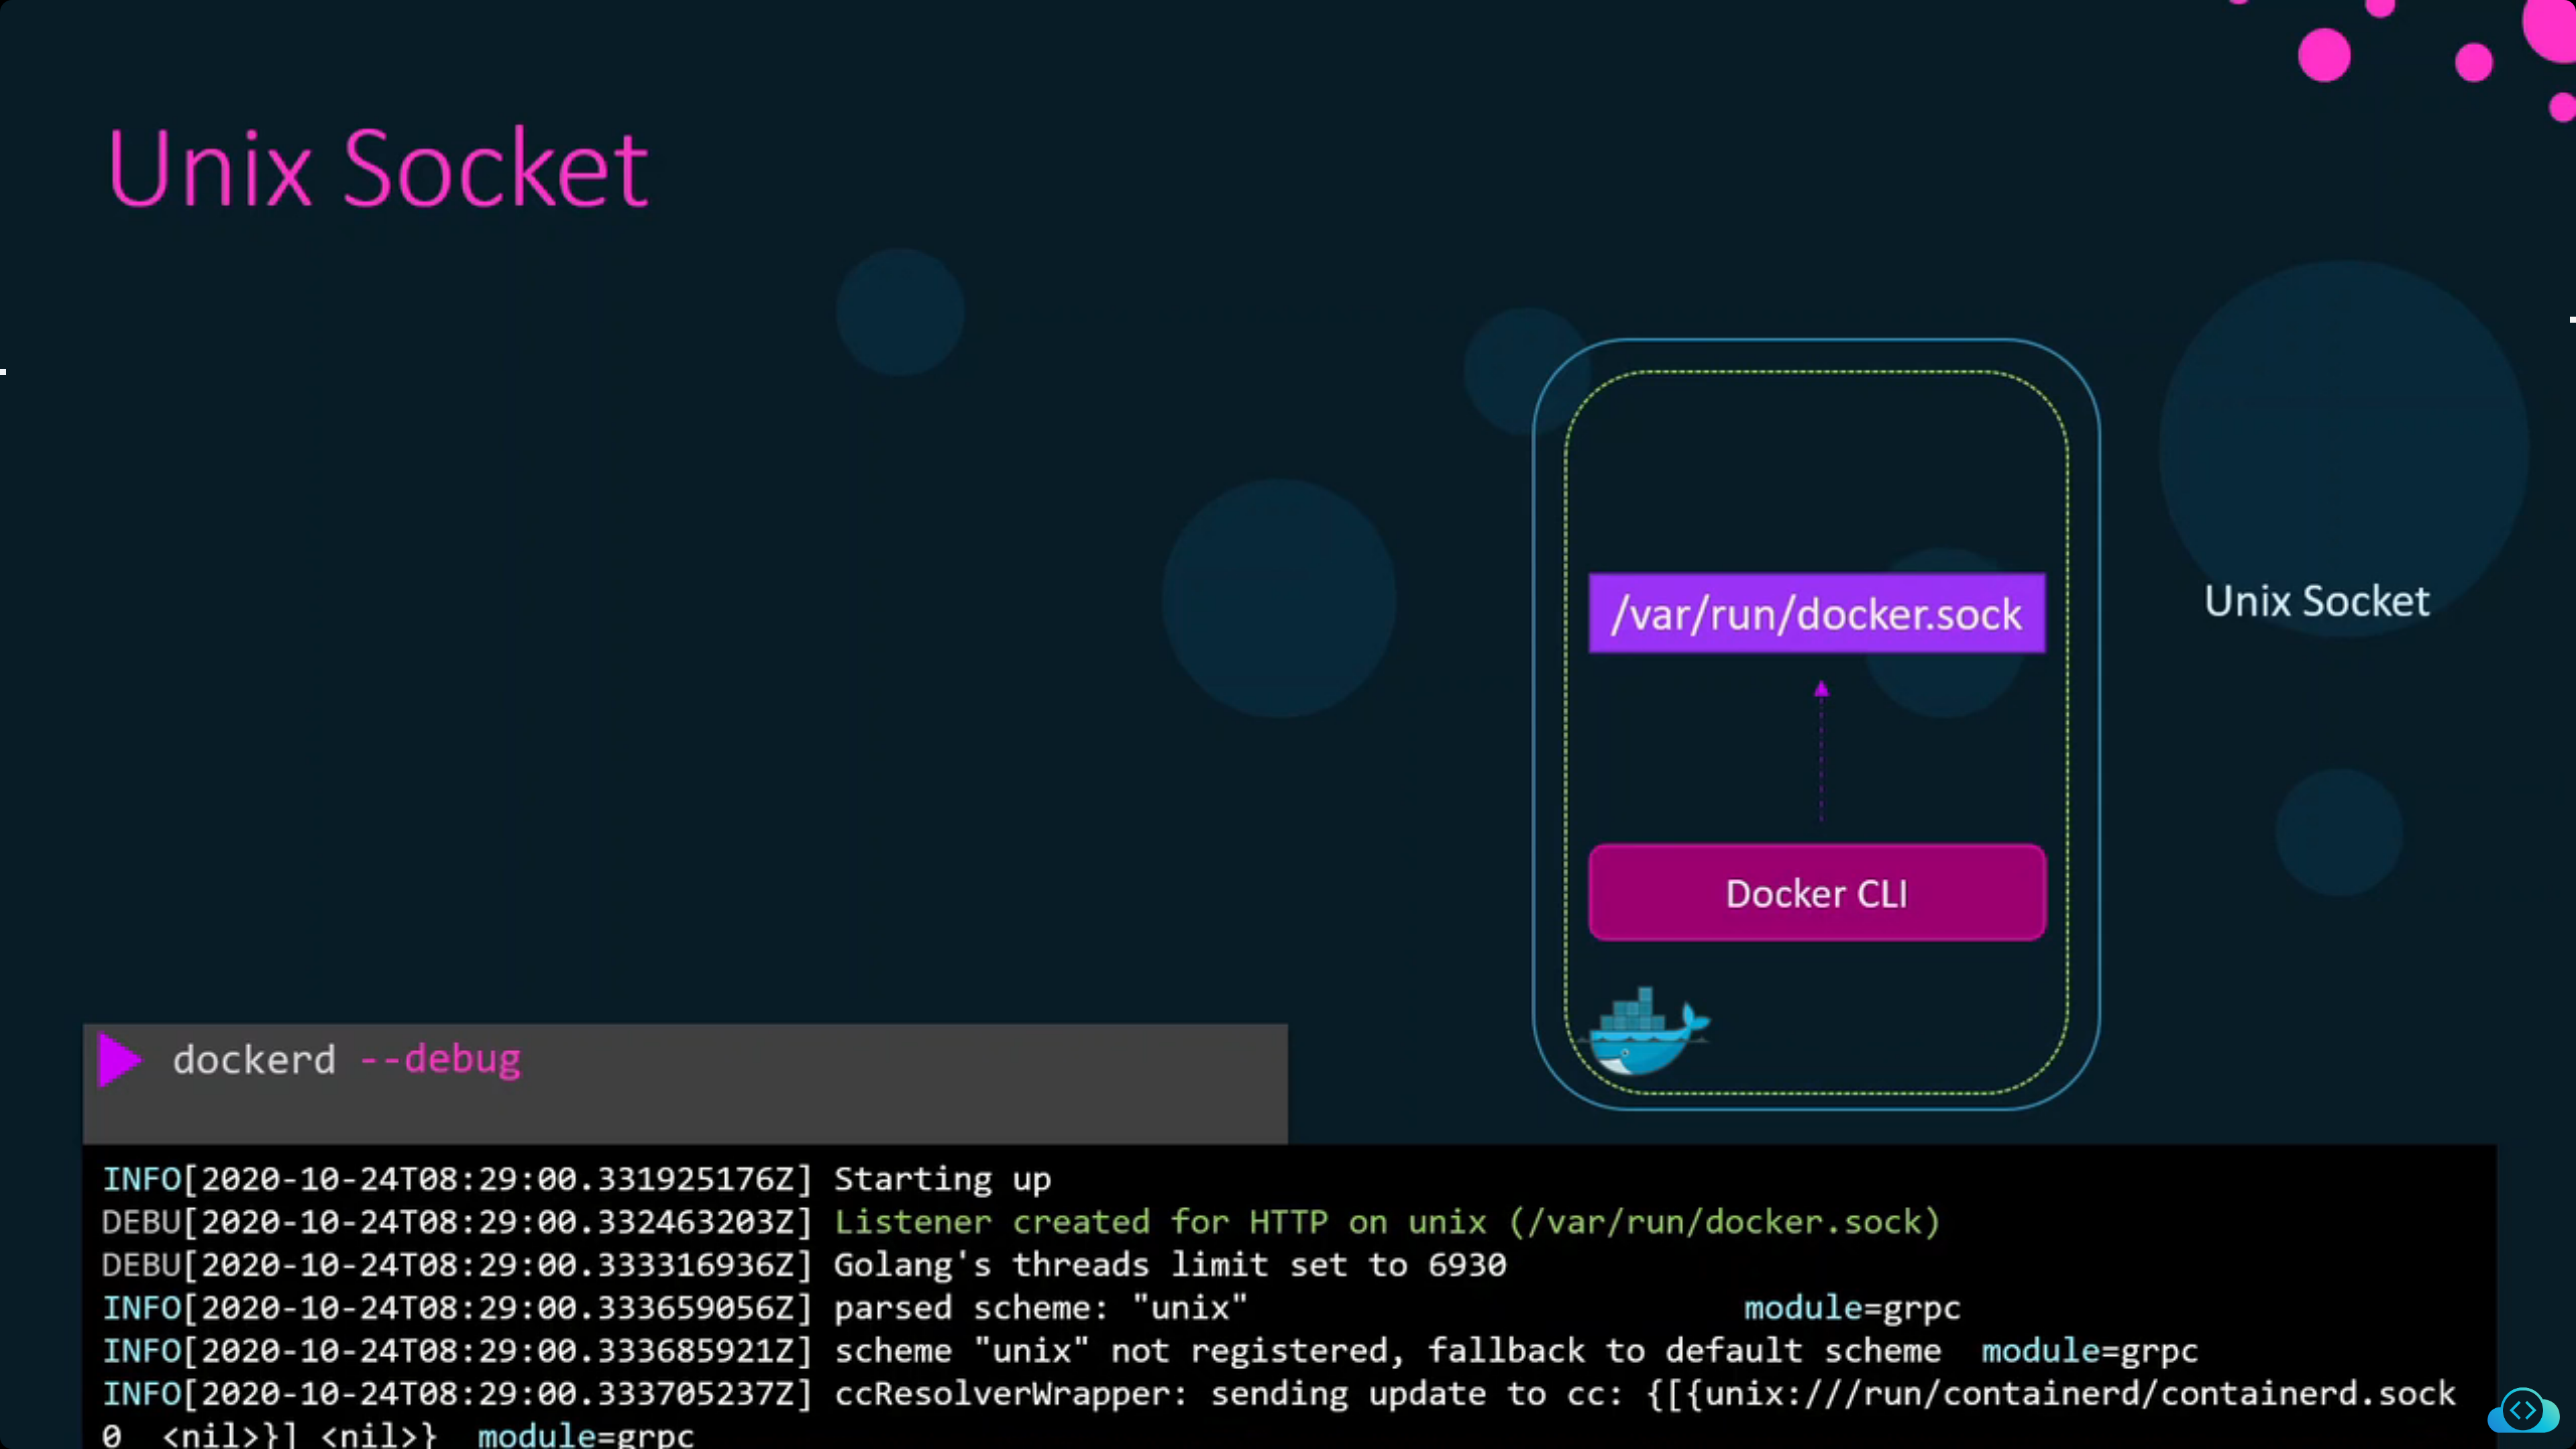 Unix Socket
/var/run/docker.sock
Unix Socket
Docker CLI
dockerd --debug
INFO[2020-10-24T08:29:00.331925176Z] Starting up
DEBU[2020-10-24T08:29:00.332463203Z] Listener created for HTTP on unix (/var/run/docker.sock)
DEBU[2020-10-24T08:29:00.333316936Z] Golang's threads limit set to 6930
INFO[2020-10-24T08:29:00.333659056Z] parsed scheme: "unix" module=grpc
INFO[2020-10-24T08:29:00.333685921Z] scheme "unix" not registered, fallback to default scheme module=grpc
INFO[2020-10-24T08:29:00.333705237Z] ccResolverWrapper: sending update to cc: {[{unix:///run/containerd/containerd.sock
0 <nil>}] <nil>} module=grpc